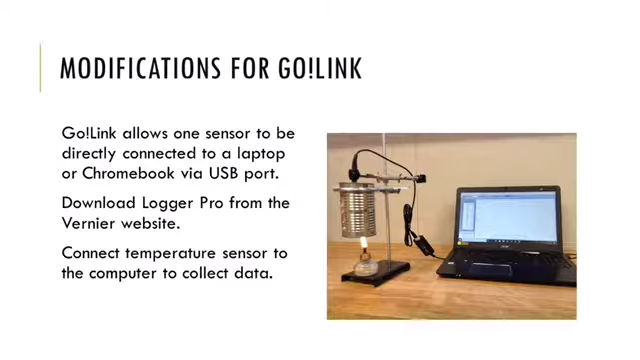 MODIFICATIONS FOR GO!LINK
Go!Link allows one sensor to be
directly connected to a laptop
or Chromebook via USB port.
Download Logger Pro from the
Vernier website.
Connect temperature sensor to
the computer to collect data.
acer